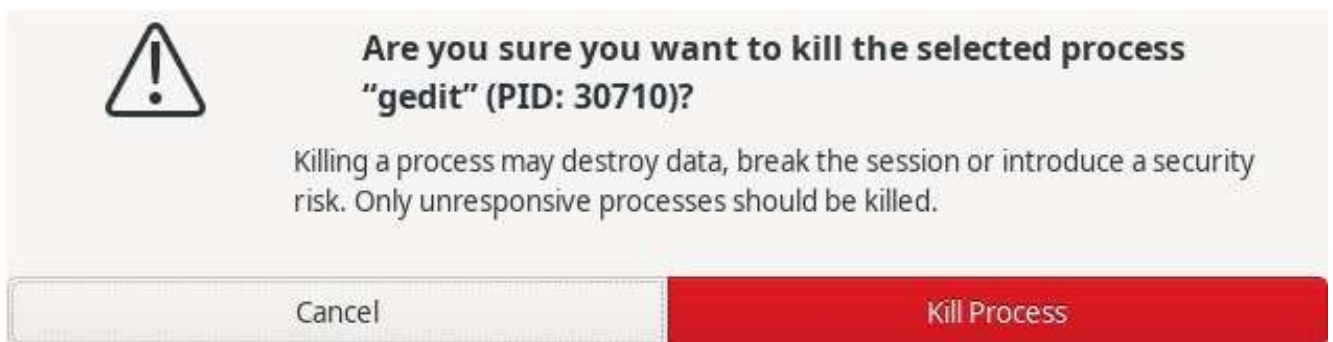 Are you sure you want to kill the selected process
“gedit” (PID: 30710)?
Killing a process may destroy data, break the session or introduce a security
risk. Only unresponsive processes should be killed.
Cancel
Kill Process